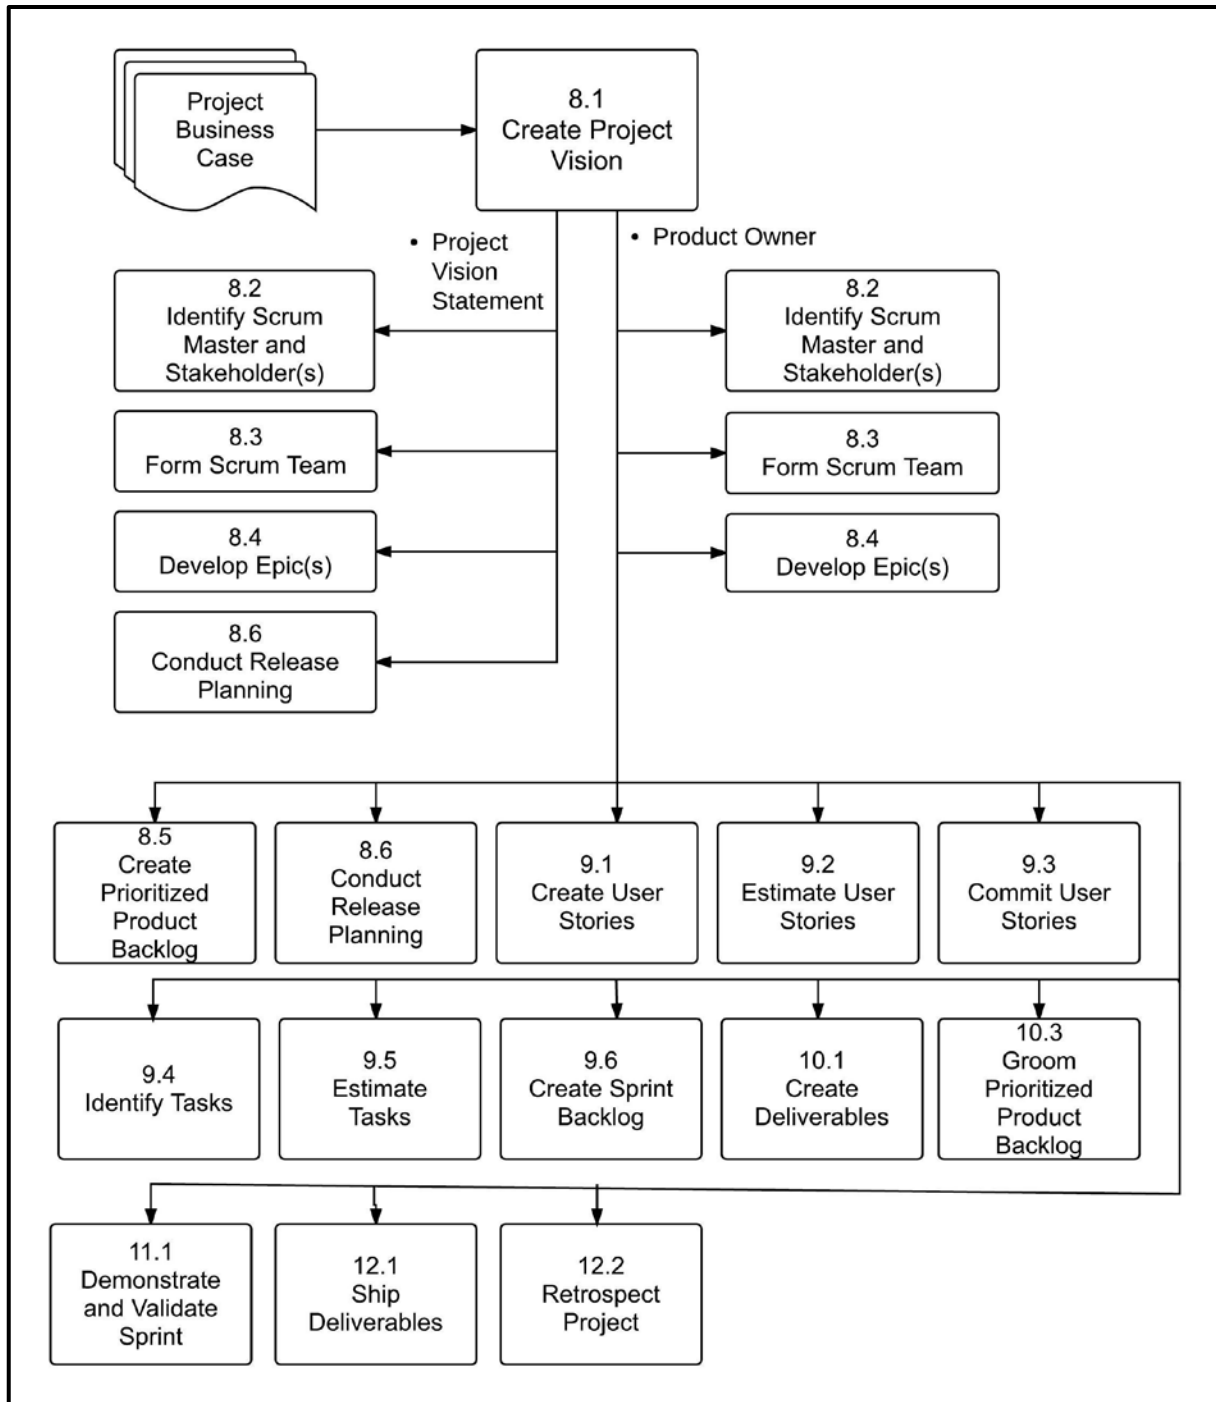 Project
Business
Case
8.1
Create Project
Vision
• Project
Vision
Statement
• Product Owner
8.2
Identify Scrum
Master and
Stakeholder(s)
8.2
Identify Scrum
Master and
Stakeholder(s)
8.3
Form Scrum Team
8.3
Form Scrum Team
8.4
Develop Epic(s)
8.4
Develop Epic(s)
8.6
Conduct Release
Planning
8.5
Create
Prioritized
Product
Backlog
8.6
Conduct
Release
Planning
9.1
Create User
Stories
9.2
Estimate User
Stories
9.3
Commit User
Stories
9.4
Identify Tasks
9.5
Estimate
Tasks
9.6
Create Sprint
Backlog
10.1
Create
Deliverables
10.3
Groom
Prioritized
Product
Backlog
11.1
Demonstrate
and Validate
Sprint
12.1
Ship
Deliverables
12.2
Retrospect
Project